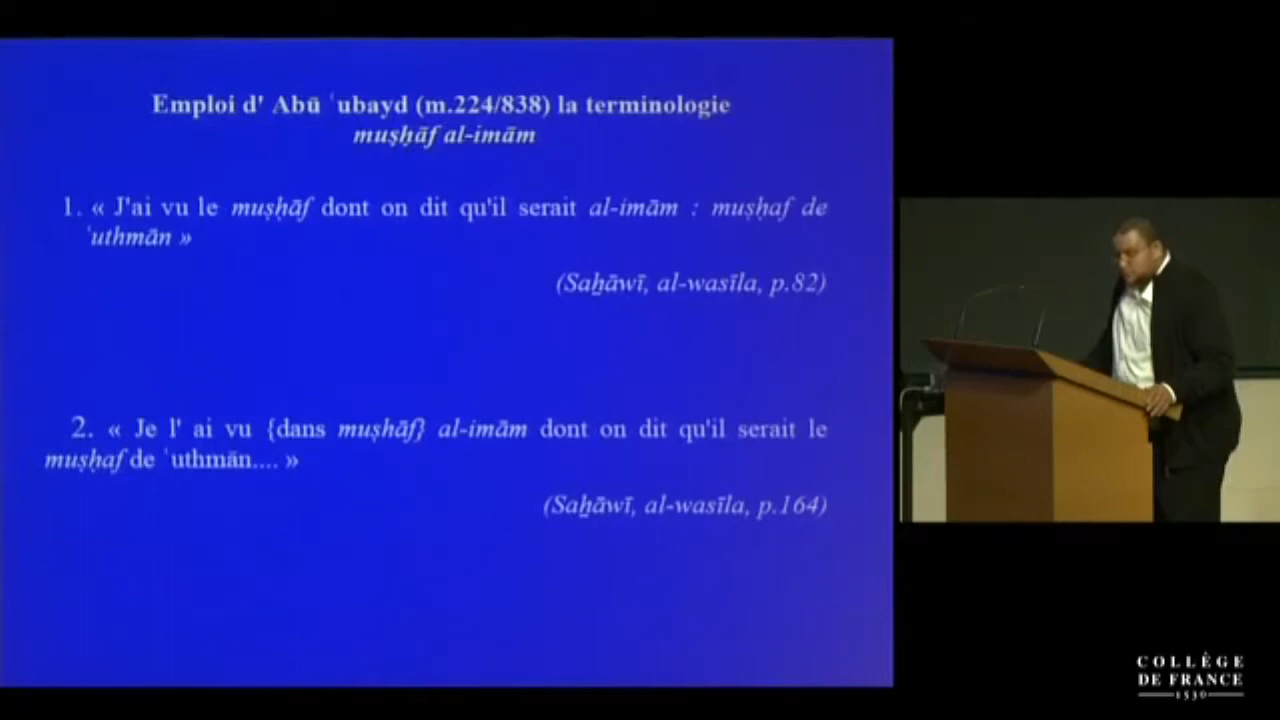 Emploi d' Abū ʿubayd (m.224/838) la terminologie
muṣḥāf al-imām
1. « J'ai vu le muṣḥāf dont on dit qu'il serait al-imām : muṣḥaf de
ʿuthmān »
(Saḫāwī, al-wasīla, p.82)
2. « Je l' ai vu {dans muṣḥāf} al-imām dont on dit qu'il serait le
muṣḥaf de ʿuthmān.... »
(Saḫāwī, al-wasīla, p.164)
COLLÈGE
DE FRANCE
1530